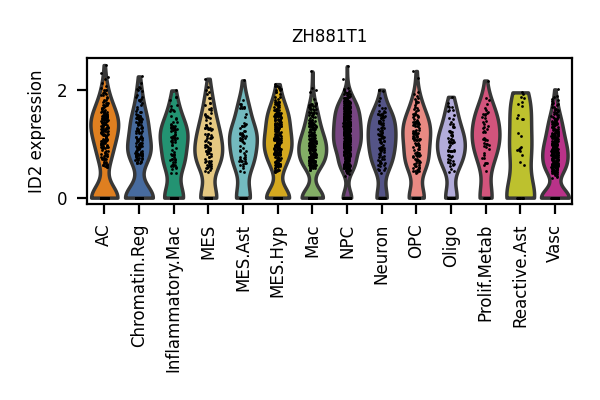 ZH881T1
ID2 expression
2
0
AC
Chromatin.Reg
Inflammatory.Mac
MES
MES.Ast
MES.Hyp
Mac
NPC
Neuron
OPC
Oligo
Prolif.Metab
Reactive.Ast
Vasc